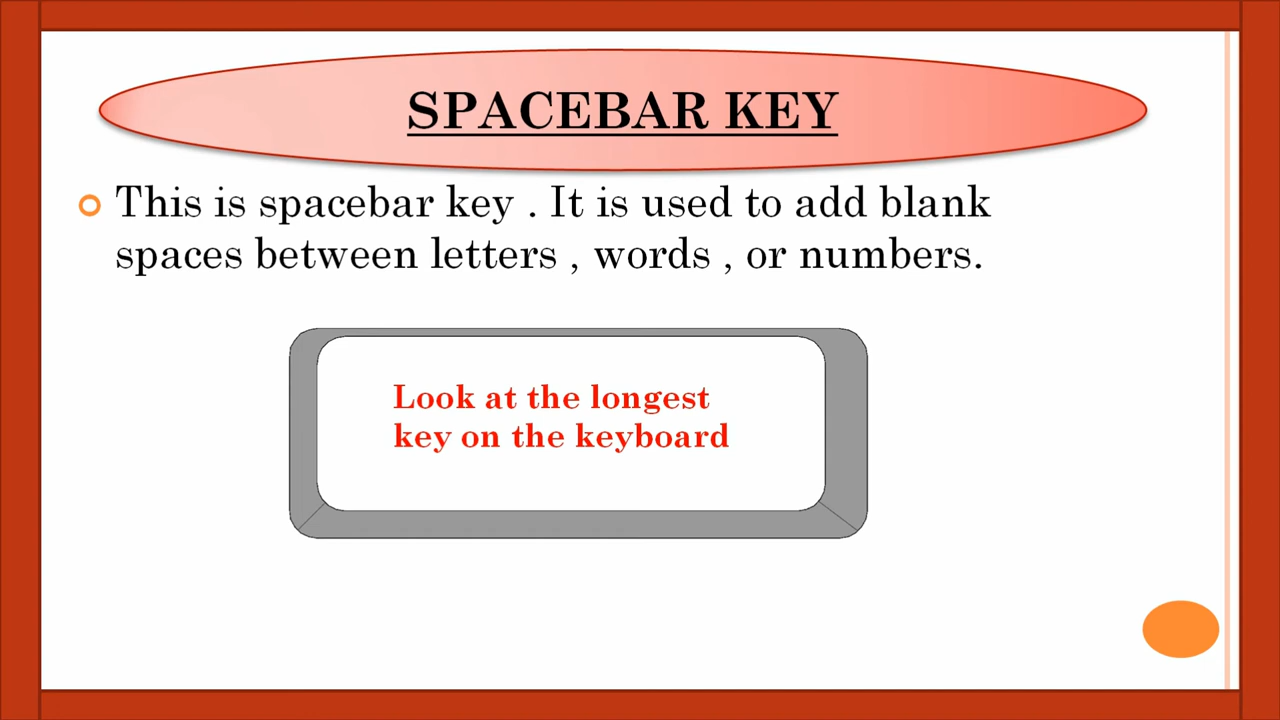 SPACEBAR KEY
This is spacebar key . It is used to add blank
spaces between letters , words , or numbers.
Look at the longest
key on the keyboard